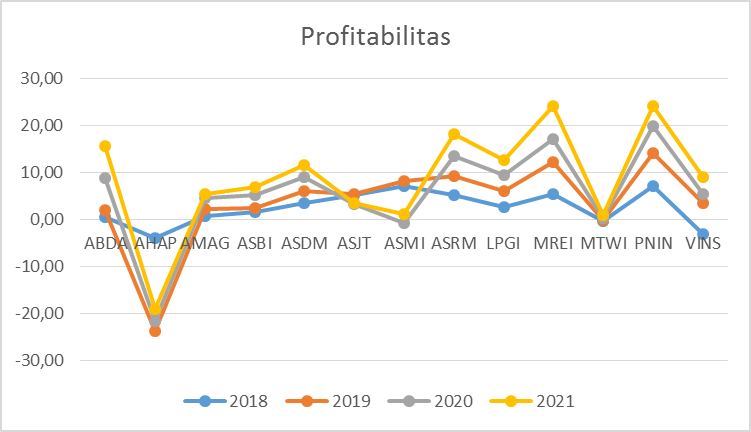 Profitabilitas
30,00
20,00
10,00
0,00
-10,00
-20,00
-30,00
ABDA AHAP AMAG ASBI ASDM ASJT ASMI ASRM LPGI MREI MTWI PNIN VINS
2018 2019 2020 2021